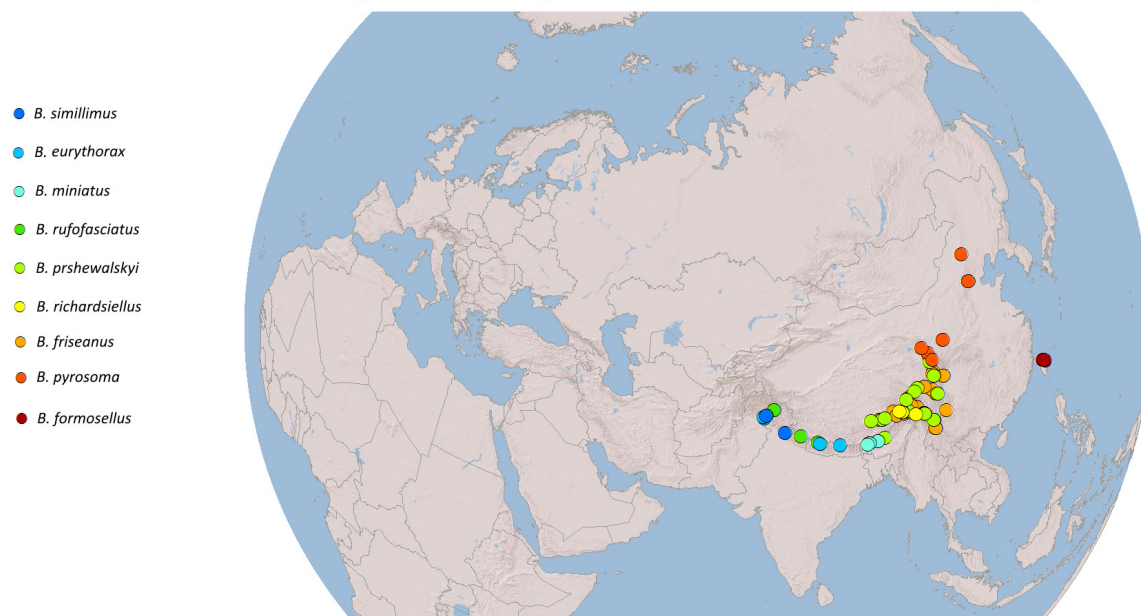 B. simillimus
B. eurythorax
B. miniatus
B. rufofasciatus
B. prshewalskyi
B. richardsiellus
B. friseanus
B. pyrosoma
B. formosellus